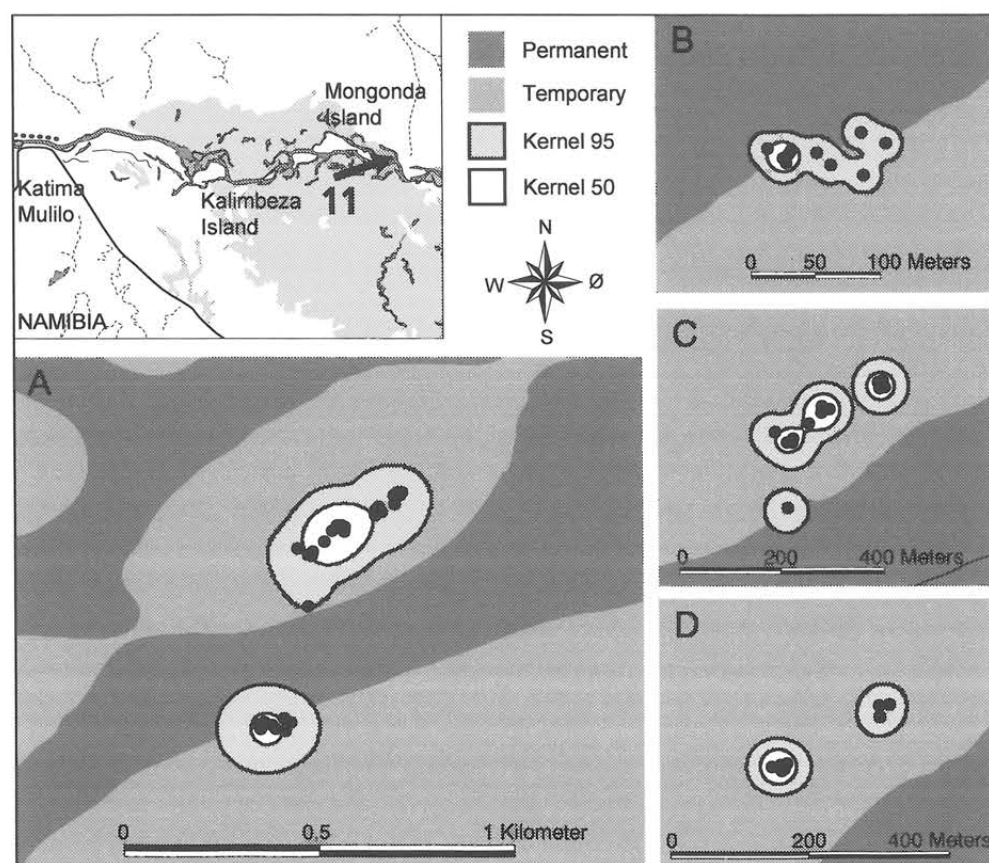 Mongonda
Island
Katima
Mulilo
Kalimbeza
Island
11
NAMIBIA
Permanent
Temporary
Kernel 95
Kernel 50
N
W Ø
S
A
0 0,5 1 Kilometer
B
0 50 100 Meters
C
0 200 400 Meters
D
0 200 400 Meters